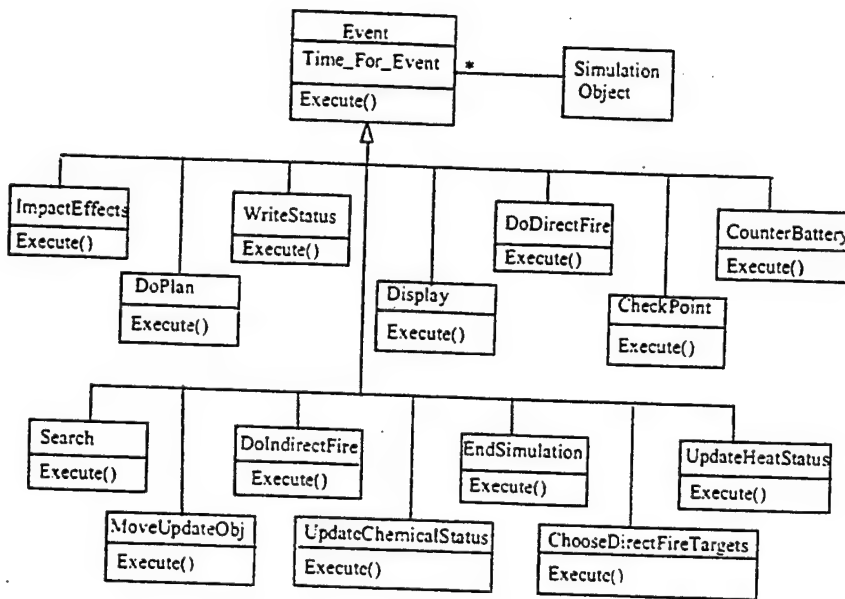 Event
Time_For_Event
Execute()
*
Simulation
Object
ImpactEffects
Execute()
WriteStatus
Execute()
DoDirectFire
Execute()
CounterBattery
Execute()
DoPlan
Execute()
Display
Execute()
CheckPoint
Execute()
Search
Execute()
DoIndirectFire
Execute()
EndSimulation
Execute()
UpdateHeatStatus
Execute()
MoveUpdateObj
Execute()
UpdateChemicalStatus
Execute()
ChooseDirectFireTargets
Execute()